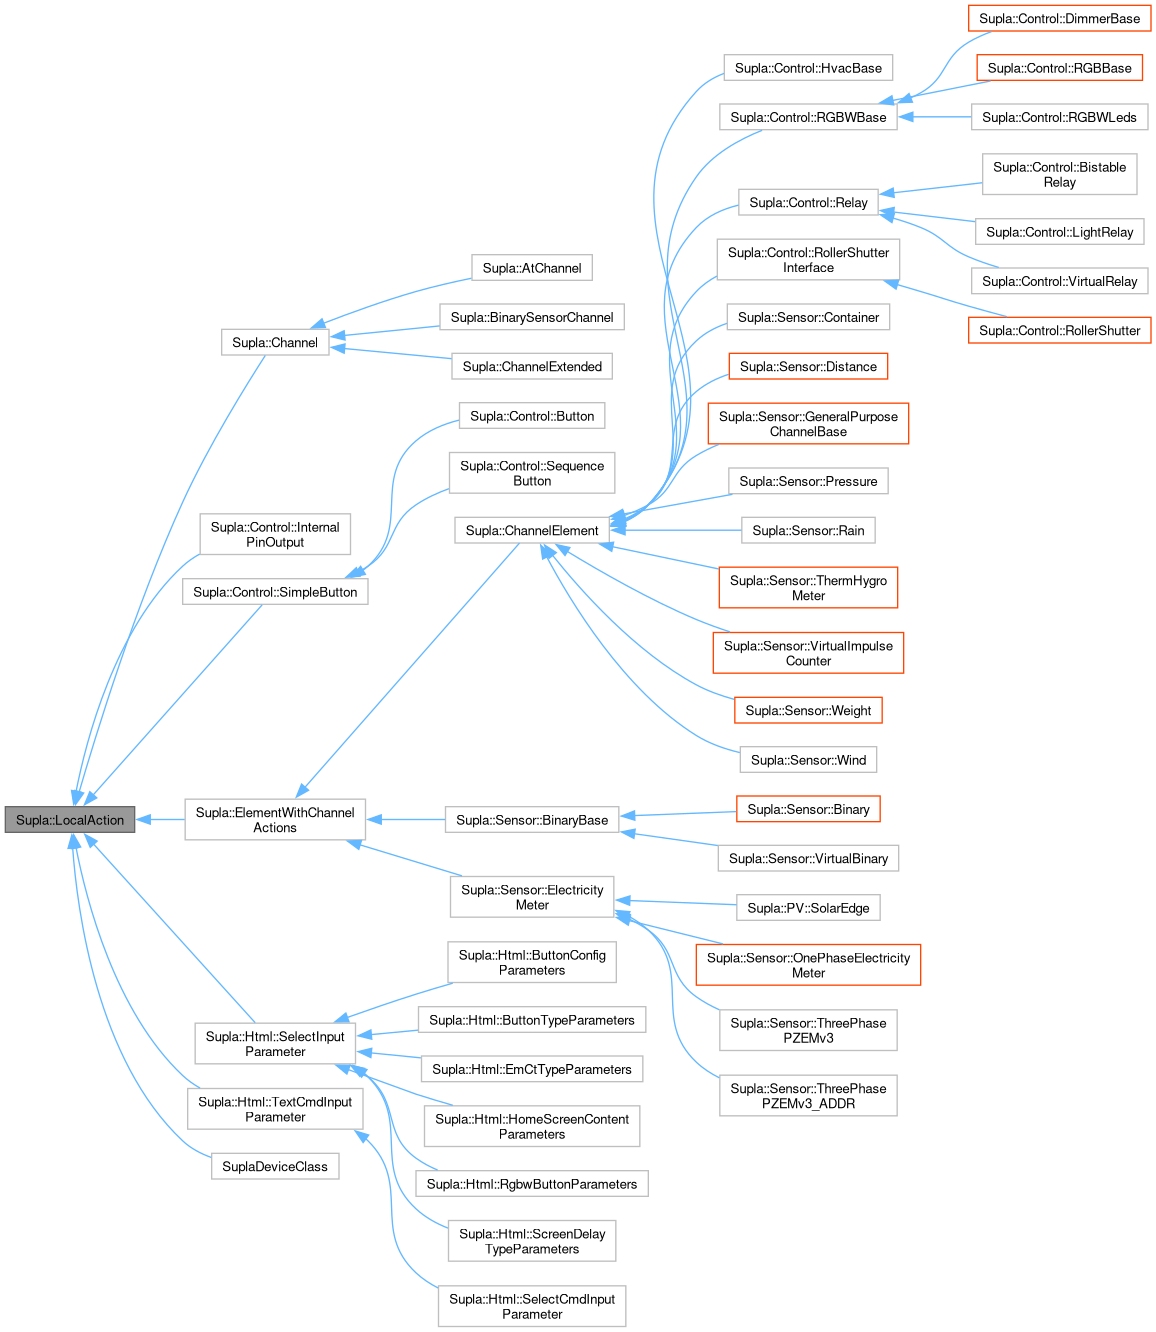 Supla::LocalAction
Supla::Channel
Supla::AtChannel
Supla::BinarySensorChannel
Supla::ChannelExtended
Supla::Control::Internal
PinOutput
Supla::Control::SimpleButton
Supla::Control::Button
Supla::Control::Sequence
Button
Supla::ElementWithChannel
Actions
Supla::ChannelElement
Supla::Control::HvacBase
Supla::Control::RGBWBase
Supla::Control::DimmerBase
Supla::Control::RGBBase
Supla::Control::RGBWLeds
Supla::Control::Relay
Supla::Control::Bistable
Relay
Supla::Control::LightRelay
Supla::Control::VirtualRelay
Supla::Control::RollerShutter
Interface
Supla::Control::RollerShutter
Supla::Sensor::Container
Supla::Sensor::Distance
Supla::Sensor::GeneralPurpose
ChannelBase
Supla::Sensor::Pressure
Supla::Sensor::Rain
Supla::Sensor::ThermHygro
Meter
Supla::Sensor::VirtualImpulse
Counter
Supla::Sensor::Weight
Supla::Sensor::Wind
Supla::Sensor::BinaryBase
Supla::Sensor::Binary
Supla::Sensor::VirtualBinary
Supla::Sensor::Electricity
Meter
Supla::PV::SolarEdge
Supla::Sensor::OnePhaseElectricity
Meter
Supla::Sensor::ThreePhase
PZEMv3
Supla::Sensor::ThreePhase
PZEMv3_ADDR
Supla::Html::SelectInput
Parameter
Supla::Html::ButtonConfig
Parameters
Supla::Html::ButtonTypeParameters
Supla::Html::EmCtTypeParameters
Supla::Html::HomeScreenContent
Parameters
Supla::Html::RgbwButtonParameters
Supla::Html::ScreenDelay
TypeParameters
Supla::Html::TextCmdInput
Parameter
Supla::Html::SelectCmdInput
Parameter
SuplaDeviceClass